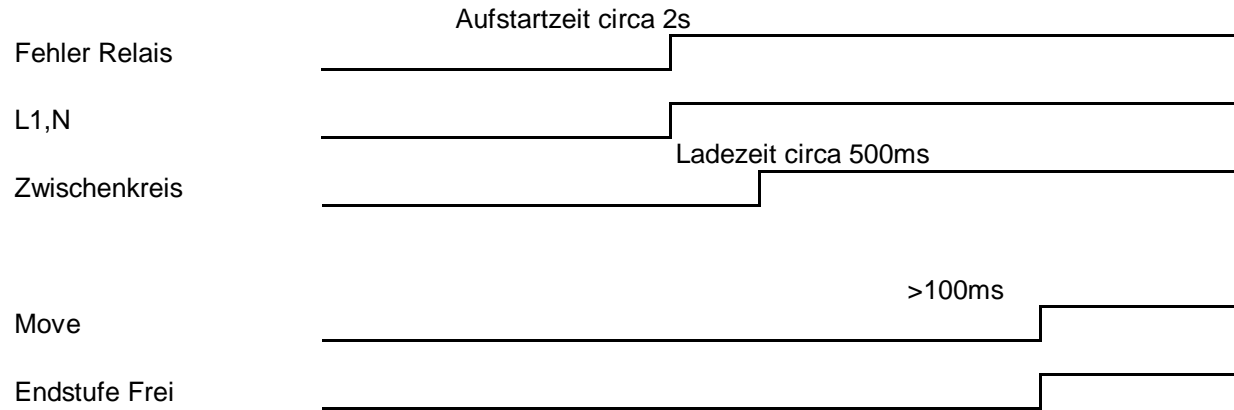 Aufstartzeit circa 2s
Fehler Relais
L1,N
Ladezeit circa 500ms
Zwischenkreis
>100ms
Move
Endstufe Frei